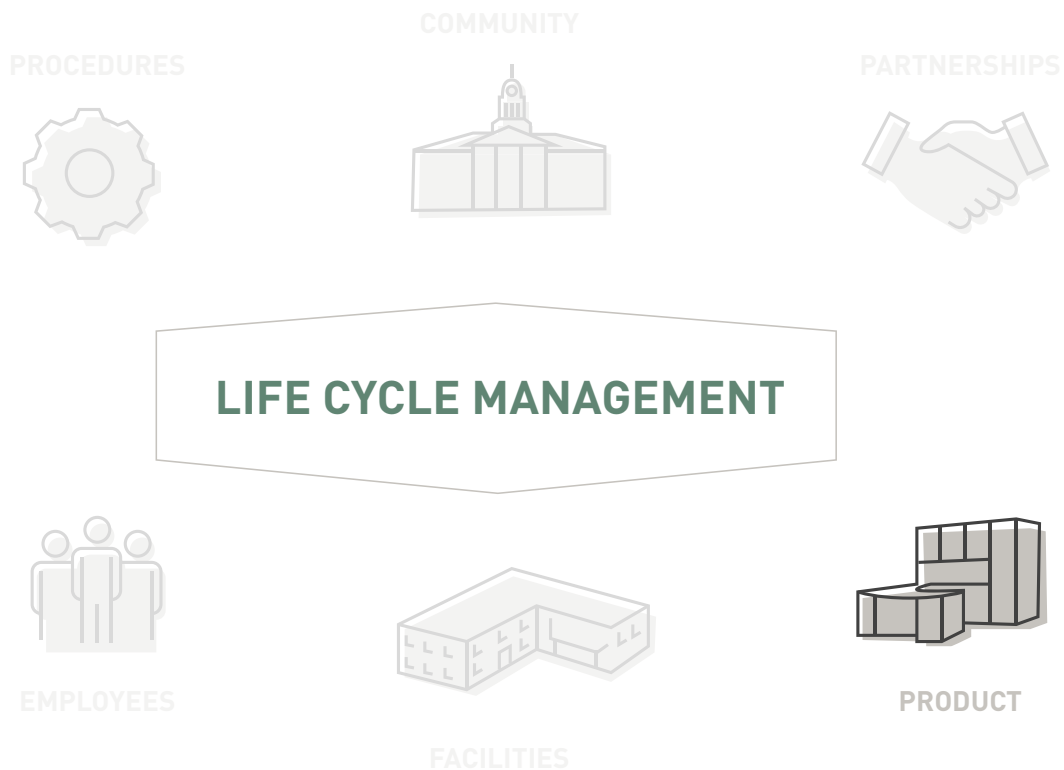 COMMUNITY
PROCEDURES
PARTNERSHIPS
LIFE CYCLE MANAGEMENT
EMPLOYEES
PRODUCT
FACILITIES